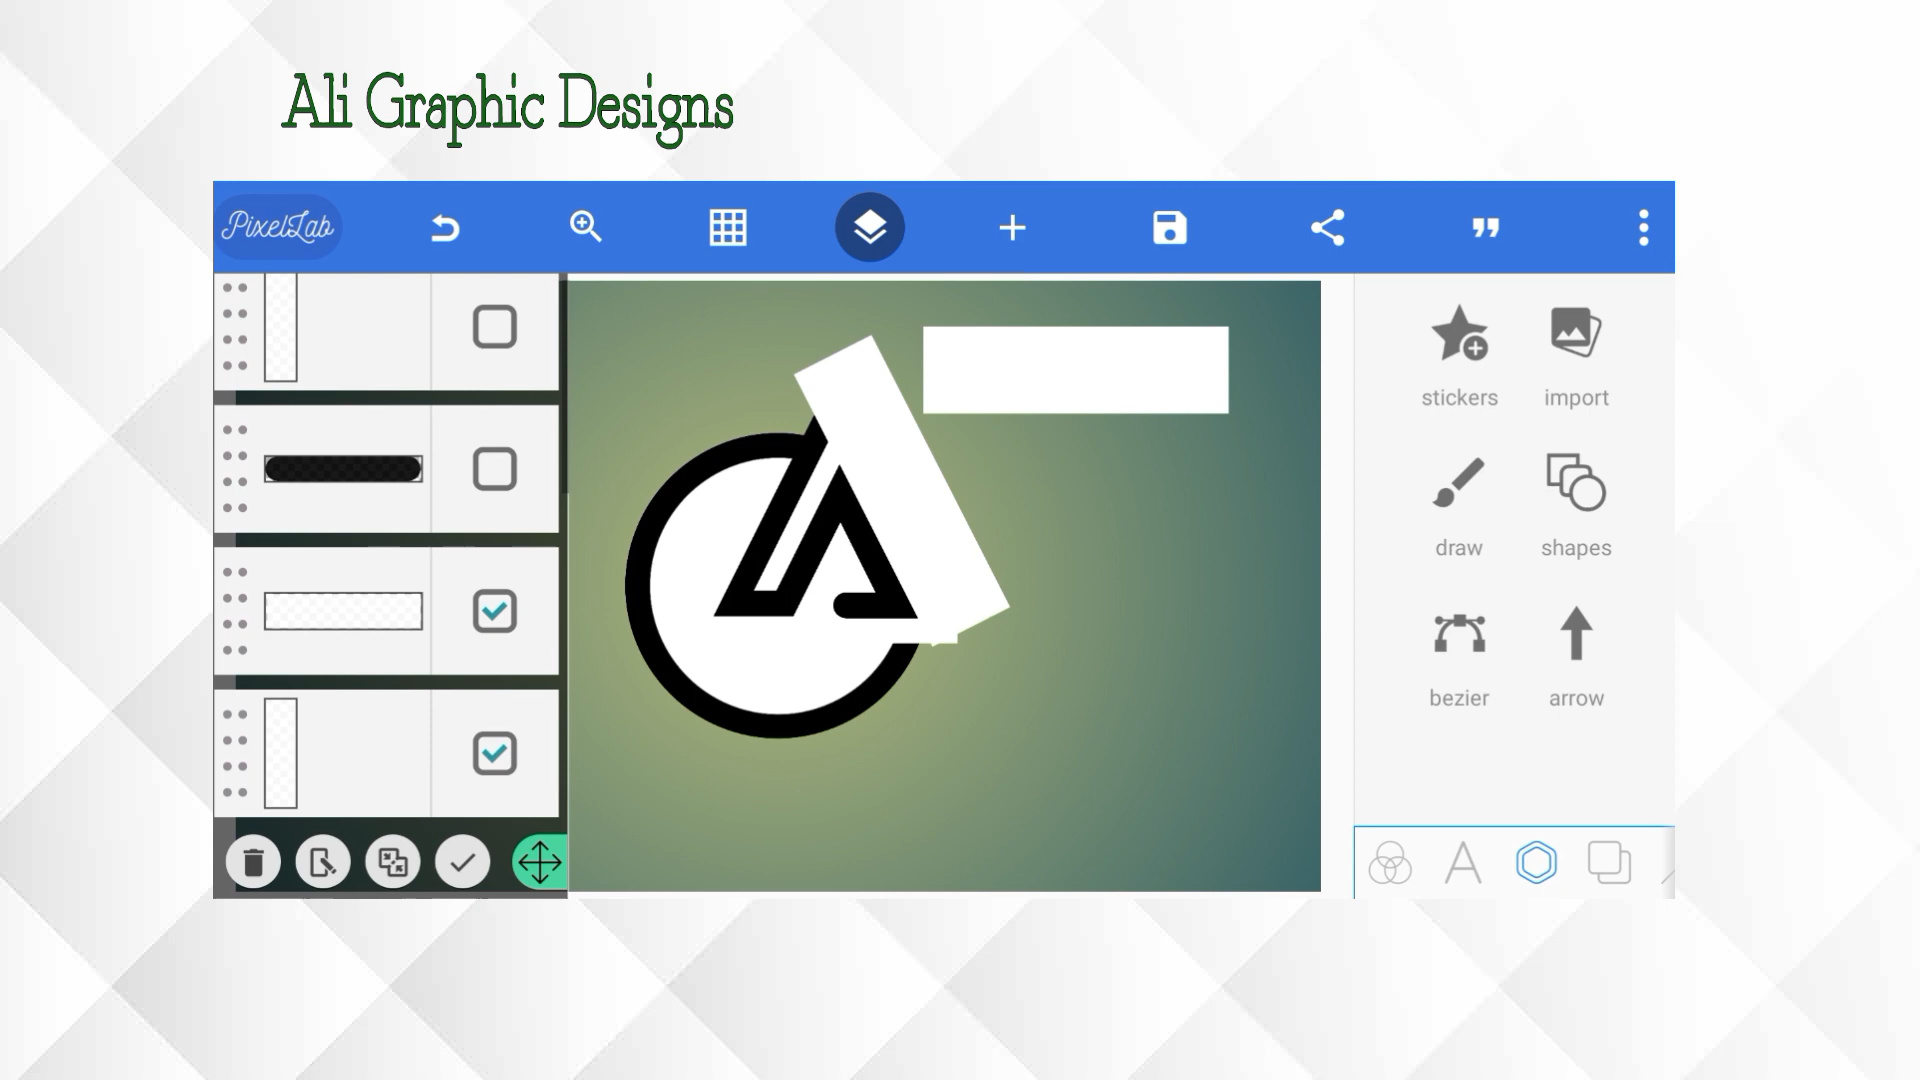 Ali Graphic Designs
PixelLab
stickers import
draw shapes
bezier arrow